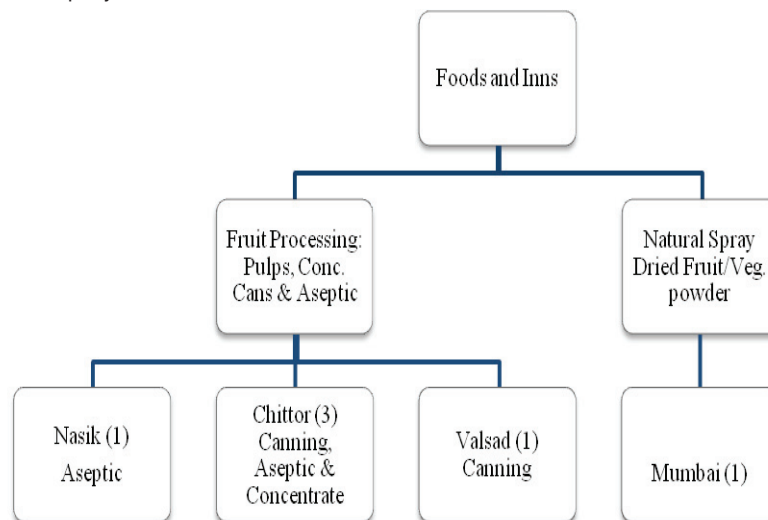 Foods and Inns
Fruit Processing:
Pulps, Conc.
Cans & Aseptic
Natural Spray
Dried Fruit/Veg.
powder
Nasik (1)
Aseptic
Chittor (3)
Canning,
Aseptic &
Concentrate
Valsad (1)
Canning
Mumbai (1)